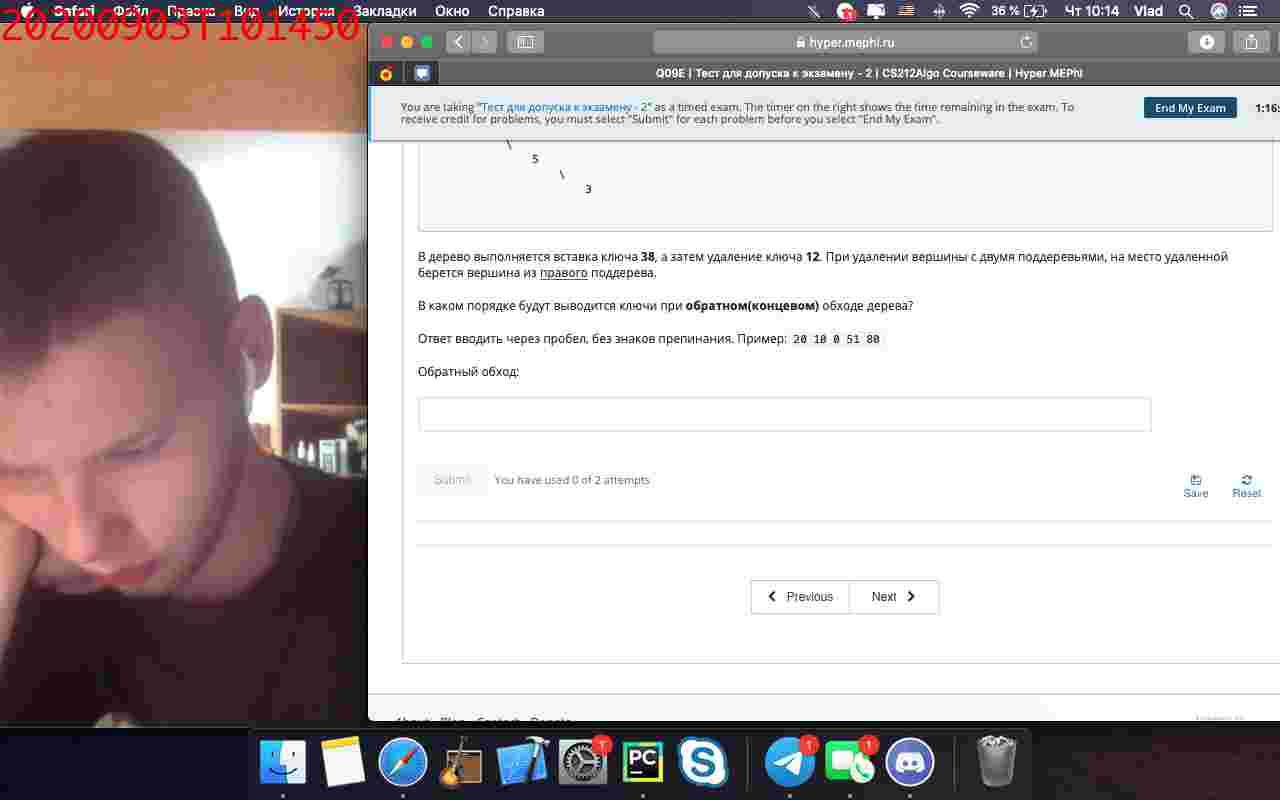 Safari Файл Правка Вид История Закладки Окно Справка 36 % Чт 10:14 Vlad
20200903T101450
hyper.mephi.ru
Q09E | Тест для допуска к экзамену - 2 | CS212Algo Courseware | Hyper.MEPhI
You are taking "Тест для допуска к экзамену - 2" as a timed exam. The timer on the right shows the time remaining in the exam. To
receive credit for problems, you must select "Submit" for each problem before you select "End My Exam".
End My Exam
1:16:
\
5
\
3
В дерево выполняется вставка ключа 38, а затем удаление ключа 12. При удалении вершины с двумя поддеревьями, на место удаленной
берется вершина из правого поддерева.
В каком порядке будут выводится ключи при обратном(концевом) обходе дерева?
Ответ вводить через пробел, без знаков препинания. Пример: 20 10 0 51 80
Обратный обход:
Submit You have used 0 of 2 attempts
Save Reset
Previous Next
About Blog Contact Donate
PC
1
1
1